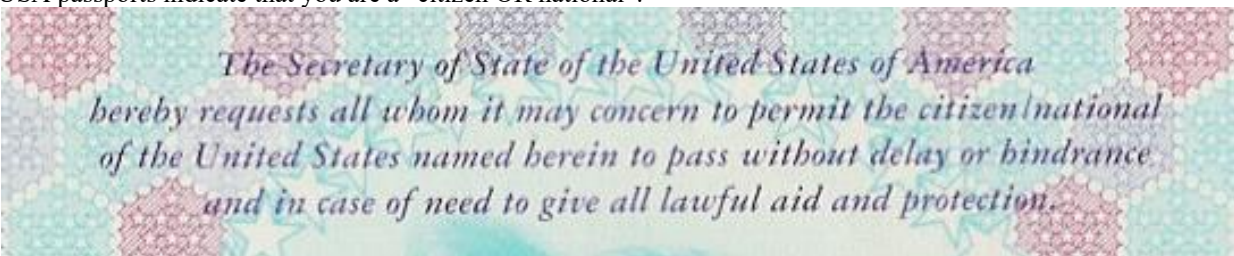 USA passports indicate that you are a "citizen OR national".
The Secretary of State of the United States of America
hereby requests all whom it may concern to permit the citizen/national
of the United States named herein to pass without delay or hindrance
and in case of need to give all lawful aid and protection.